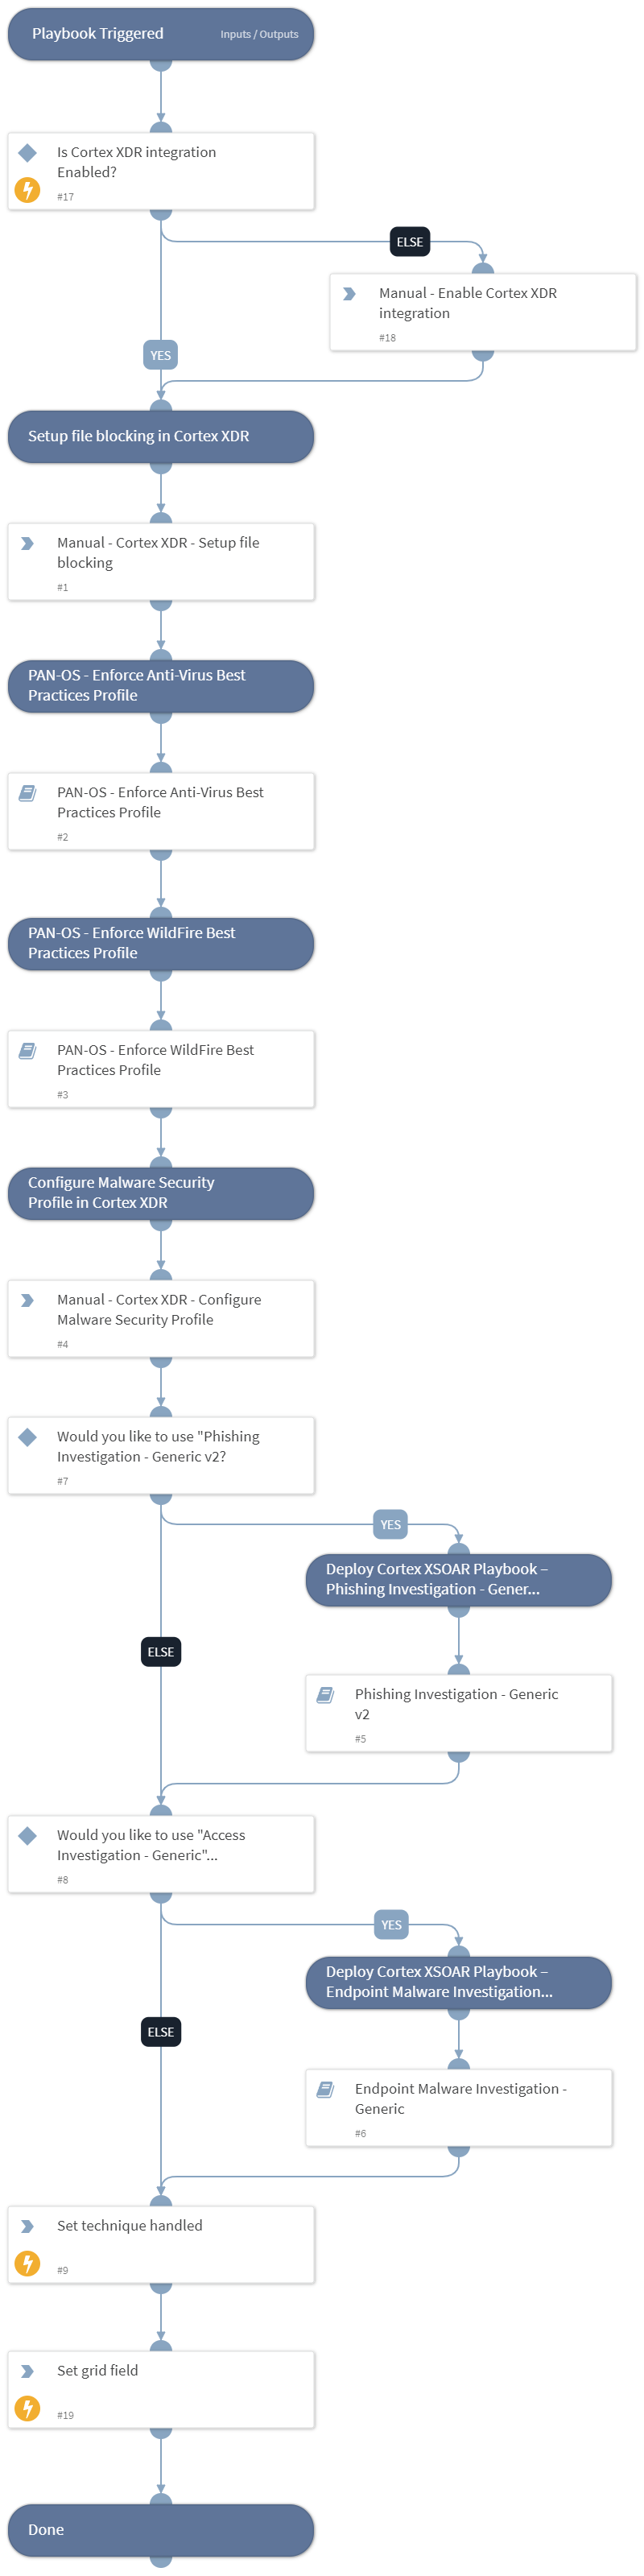 Playbook Triggered
Inputs / Outputs
Is Cortex XDR integration
Enabled?
#17
ELSE
Manual - Enable Cortex XDR
integration
#18
YES
Setup file blocking in Cortex XDR
Manual - Cortex XDR - Setup file
blocking
#1
PAN-OS - Enforce Anti-Virus Best
Practices Profile
PAN-OS - Enforce Anti-Virus Best
Practices Profile
#2
PAN-OS - Enforce WildFire Best
Practices Profile
PAN-OS - Enforce WildFire Best
Practices Profile
#3
Configure Malware Security
Profile in Cortex XDR
Manual - Cortex XDR - Configure
Malware Security Profile
#4
Would you like to use "Phishing
Investigation - Generic v2?
#7
YES
Deploy Cortex XSOAR Playbook –
Phishing Investigation - Gener...
ELSE
Phishing Investigation - Generic
v2
#5
Would you like to use "Access
Investigation - Generic"...
#8
YES
Deploy Cortex XSOAR Playbook –
Endpoint Malware Investigation...
ELSE
Endpoint Malware Investigation -
Generic
#6
Set technique handled
#9
Set grid field
#19
Done